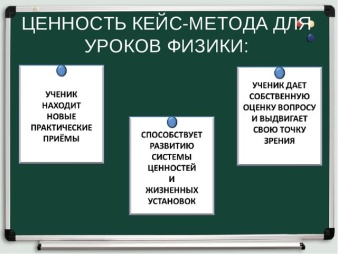 ЦЕННОСТЬ КЕЙС-МЕТОДА ДЛЯ
УРОКОВ ФИЗИКИ:
УЧЕНИК
НАХОДИТ
НОВЫЕ
ПРАКТИЧЕСКИЕ
ПРИЁМЫ
СПОСОБСТВУЕТ
РАЗВИТИЮ
СИСТЕМЫ
ЦЕННОСТЕЙ
И
ЖИЗНЕННЫХ
УСТАНОВОК
УЧЕНИК ДАЕТ
СОБСТВЕННУЮ
ОЦЕНКУ ВОПРОСУ
И ВЫДВИГАЕТ
СВОЮ ТОЧКУ
ЗРЕНИЯ